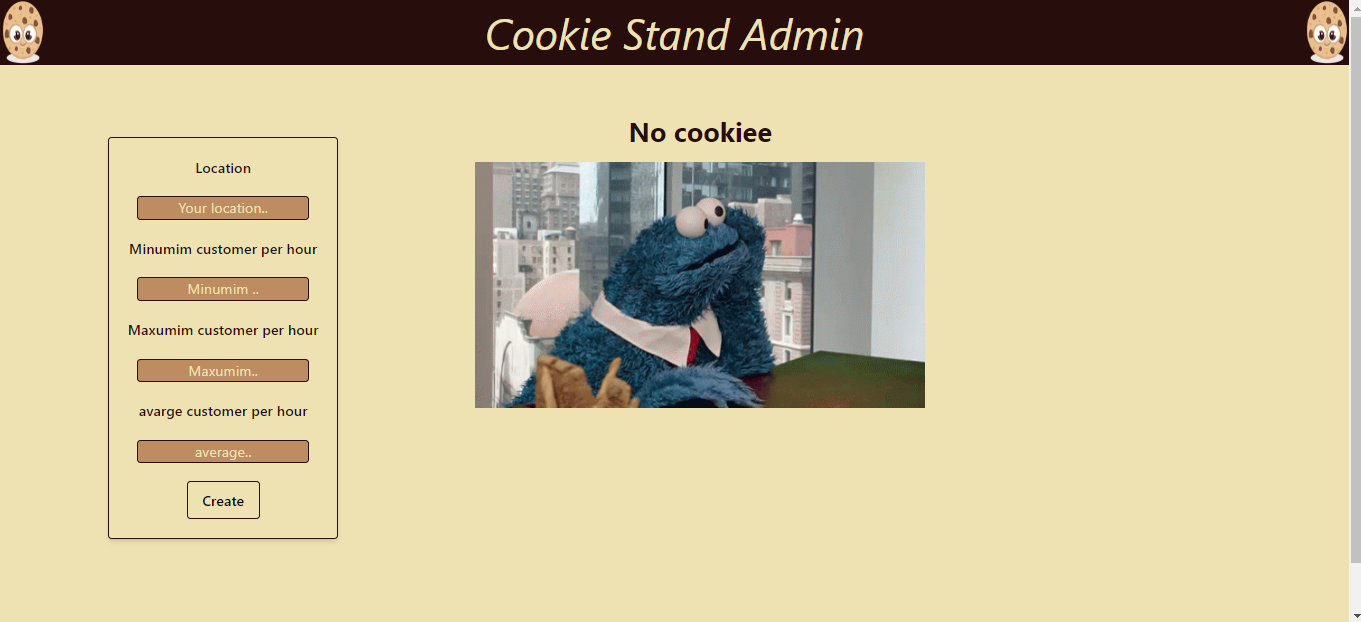 Cookie Stand Admin
No cookiee
Location
Your location..
Minumim customer per hour
Minumim ..
Maxumim customer per hour
Maxumim..
avarge customer per hour
average..
Create